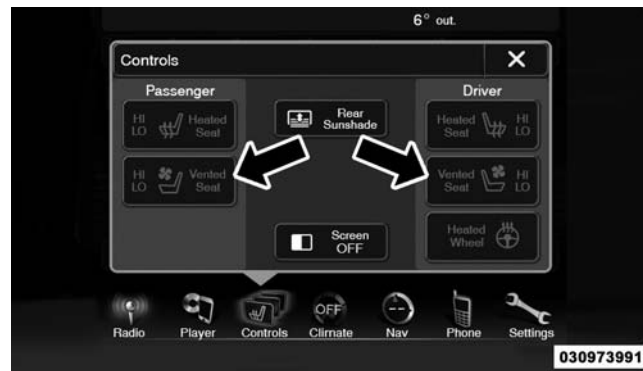 6° out.
Controls
Passenger
Driver
HI
LO
Heated
Seat
Rear
Sunshade
Heated
Seat
HI
LO
HI
LO
Vented
Seat
Vented
Seat
HI
LO
Screen
OFF
Heated
Wheel
OFF
--
Radio
Player
Controls
Climate
Nav
Phone
Settings
030973991